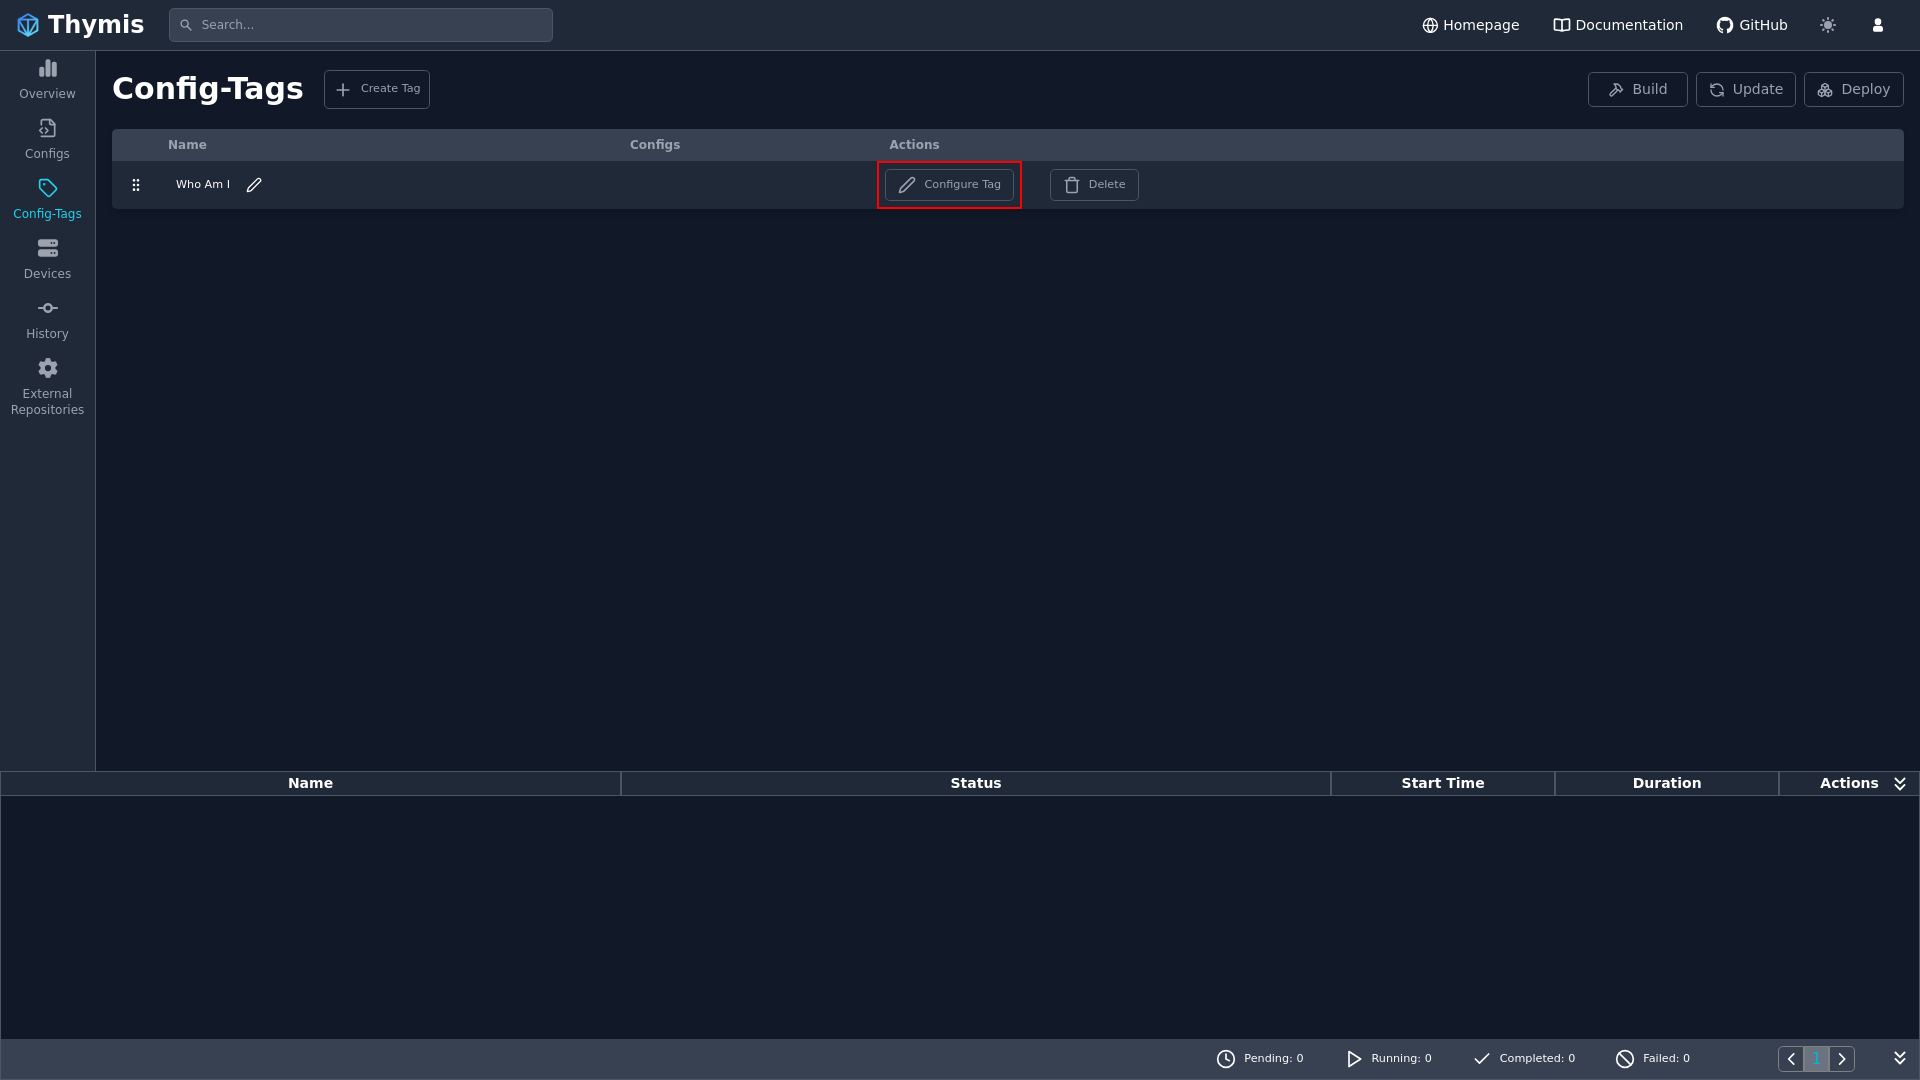 Thymis
Search...
Homepage
Documentation
GitHub
Overview
Configs
Config-Tags
Devices
History
External
Repositories
Config-Tags
Create Tag
Build
Update
Deploy
Name
Configs
Actions
Who Am I
Configure Tag
Delete
Name
Status
Start Time
Duration
Actions
Pending: 0
Running: 0
Completed: 0
Failed: 0
1